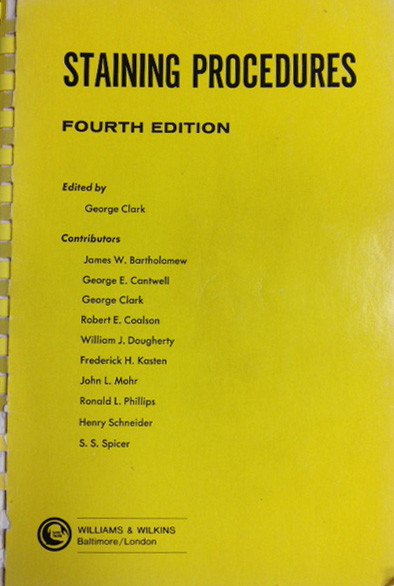 STAINING PROCEDURES
FOURTH EDITION
Edited by
George Clark
Contributors
James W. Bartholomew
George E. Cantwell
George Clark
Robert E. Coalson
William J. Dougherty
Frederick H. Kasten
John L. Mohr
Ronald L. Phillips
Henry Schneider
S. S. Spicer
WILLIAMS & WILKINS
Baltimore/London